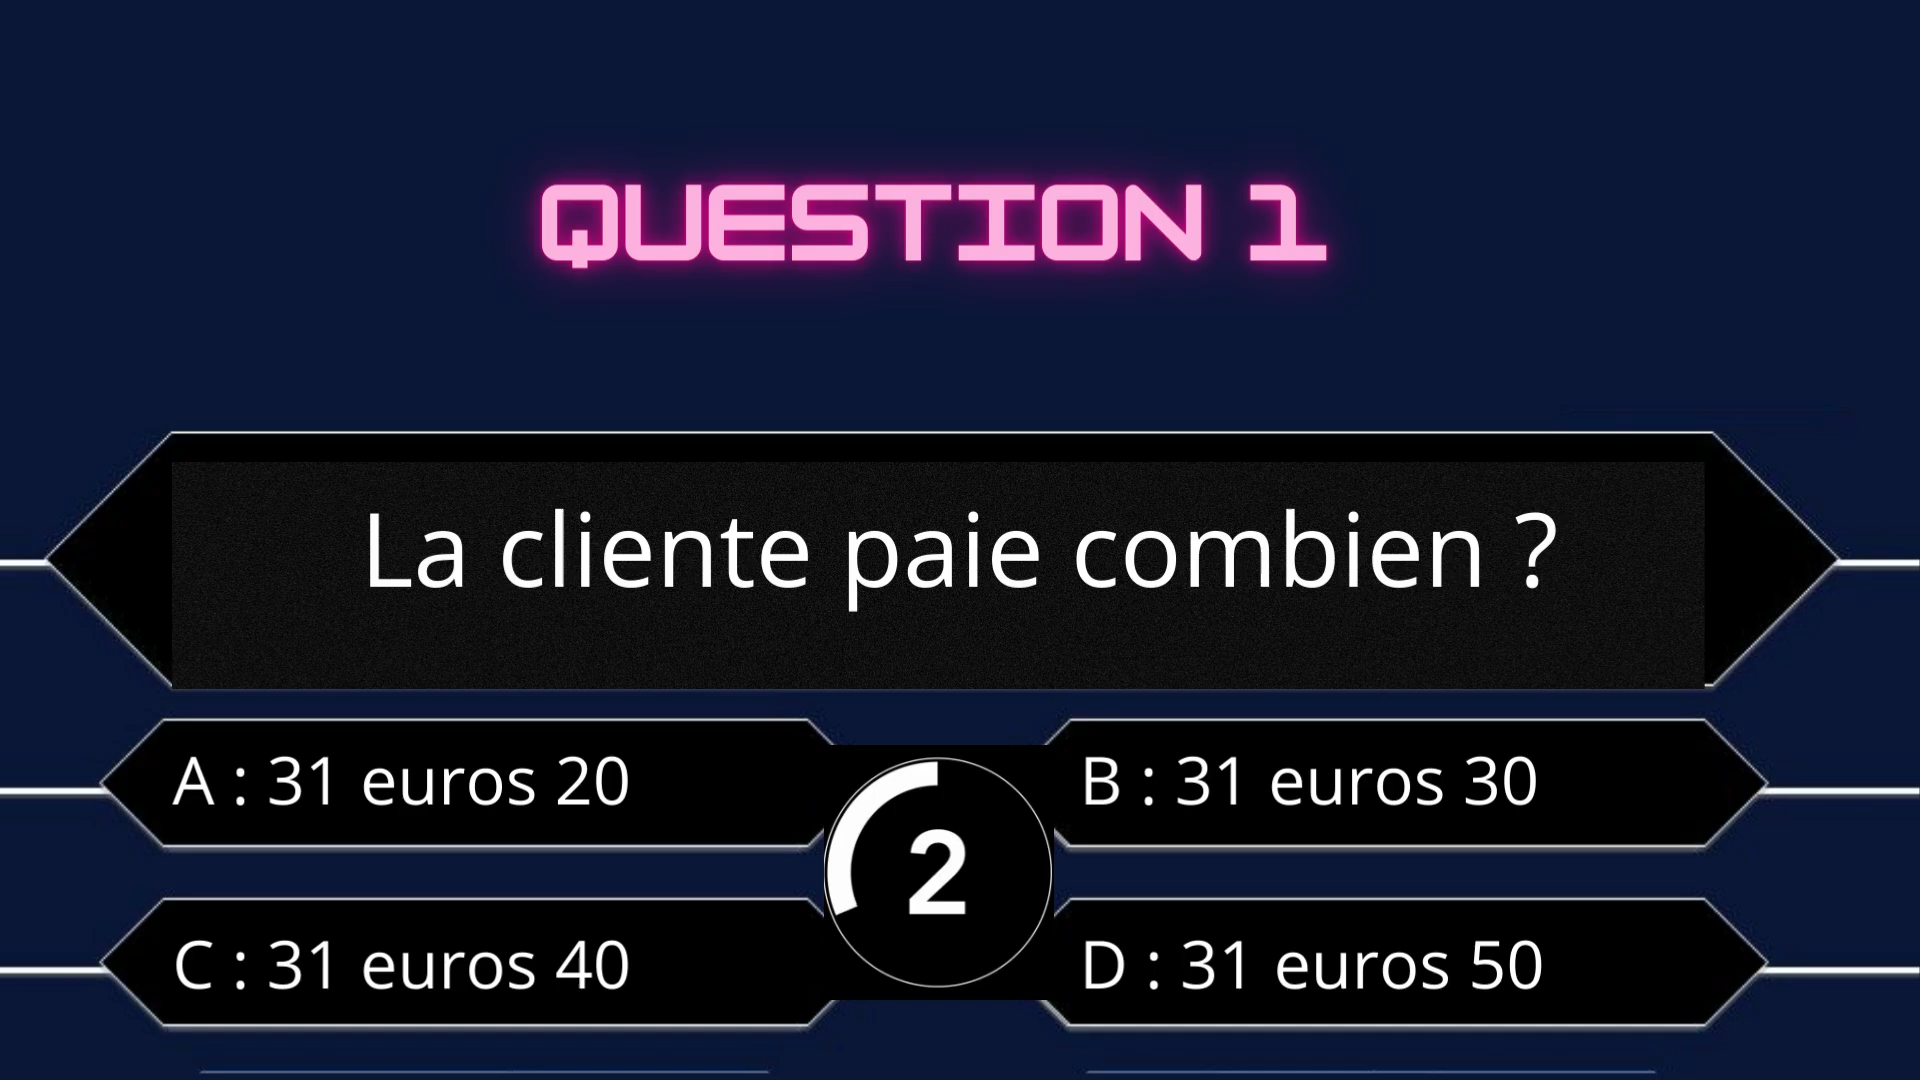 QUESTION 1
La cliente paie combien ?
A : 31 euros 20
B : 31 euros 30
2
C : 31 euros 40
D : 31 euros 50